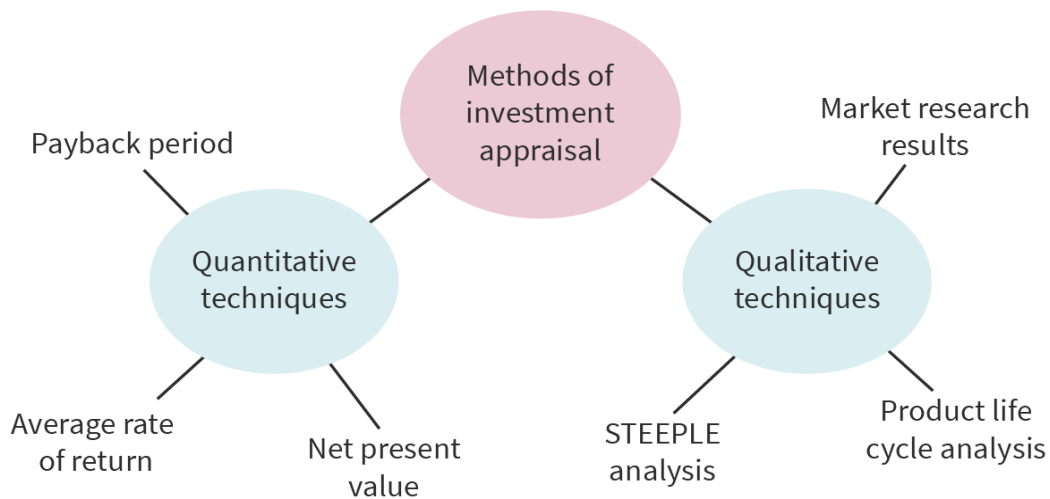 Methods of
investment
appraisal
Payback period
Market research
results
Quantitative
techniques
Qualitative
techniques
Average rate
of return
Net present
value
STEEPLE
analysis
Product life
cycle analysis